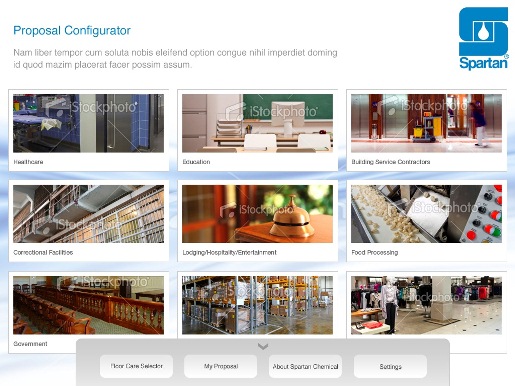 Proposal Configurator
Nam liber tempor cum soluta nobis eleifend option congue nihil imperdiet doming
id quod mazim placerat facer possim assum.
Spartan®
iStockphoto
iStockphoto
iStockphoto
Healthcare
Education
Building Service Contractors
iStockphoto
iStockphoto
iStockphoto
Correctional Facilities
Lodging/Hospitality/Entertainment
Food Processing
iStockphoto
iStockphoto
iStockphoto
Government
Floor Care Selector
My Proposal
About Spartan Chemical
Settings